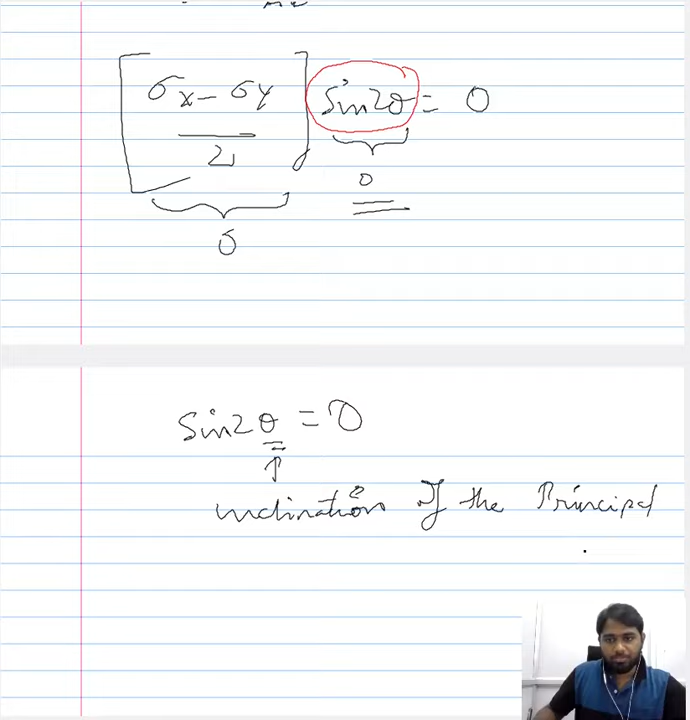 [σx - σy / 2] sin2θ = 0
0 0
sin2θ = 0
inclination of the Principal